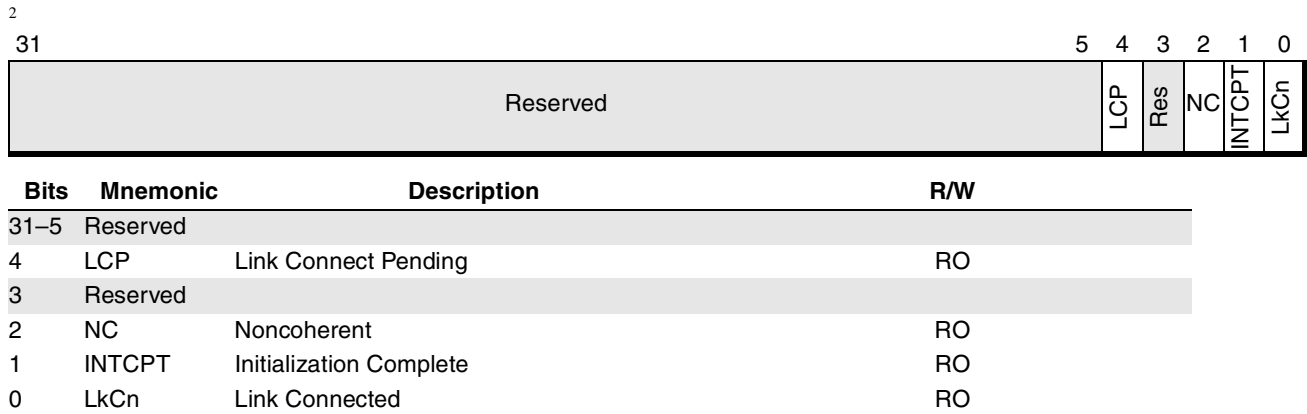 2
31 5 4 3 2 1 0
Reserved LCP Res NC INTCPT LkCn
Bits Mnemonic Description R/W
31–5 Reserved
4 LCP Link Connect Pending RO
3 Reserved
2 NC Noncoherent RO
1 INTCPT Initialization Complete RO
0 LkCn Link Connected RO